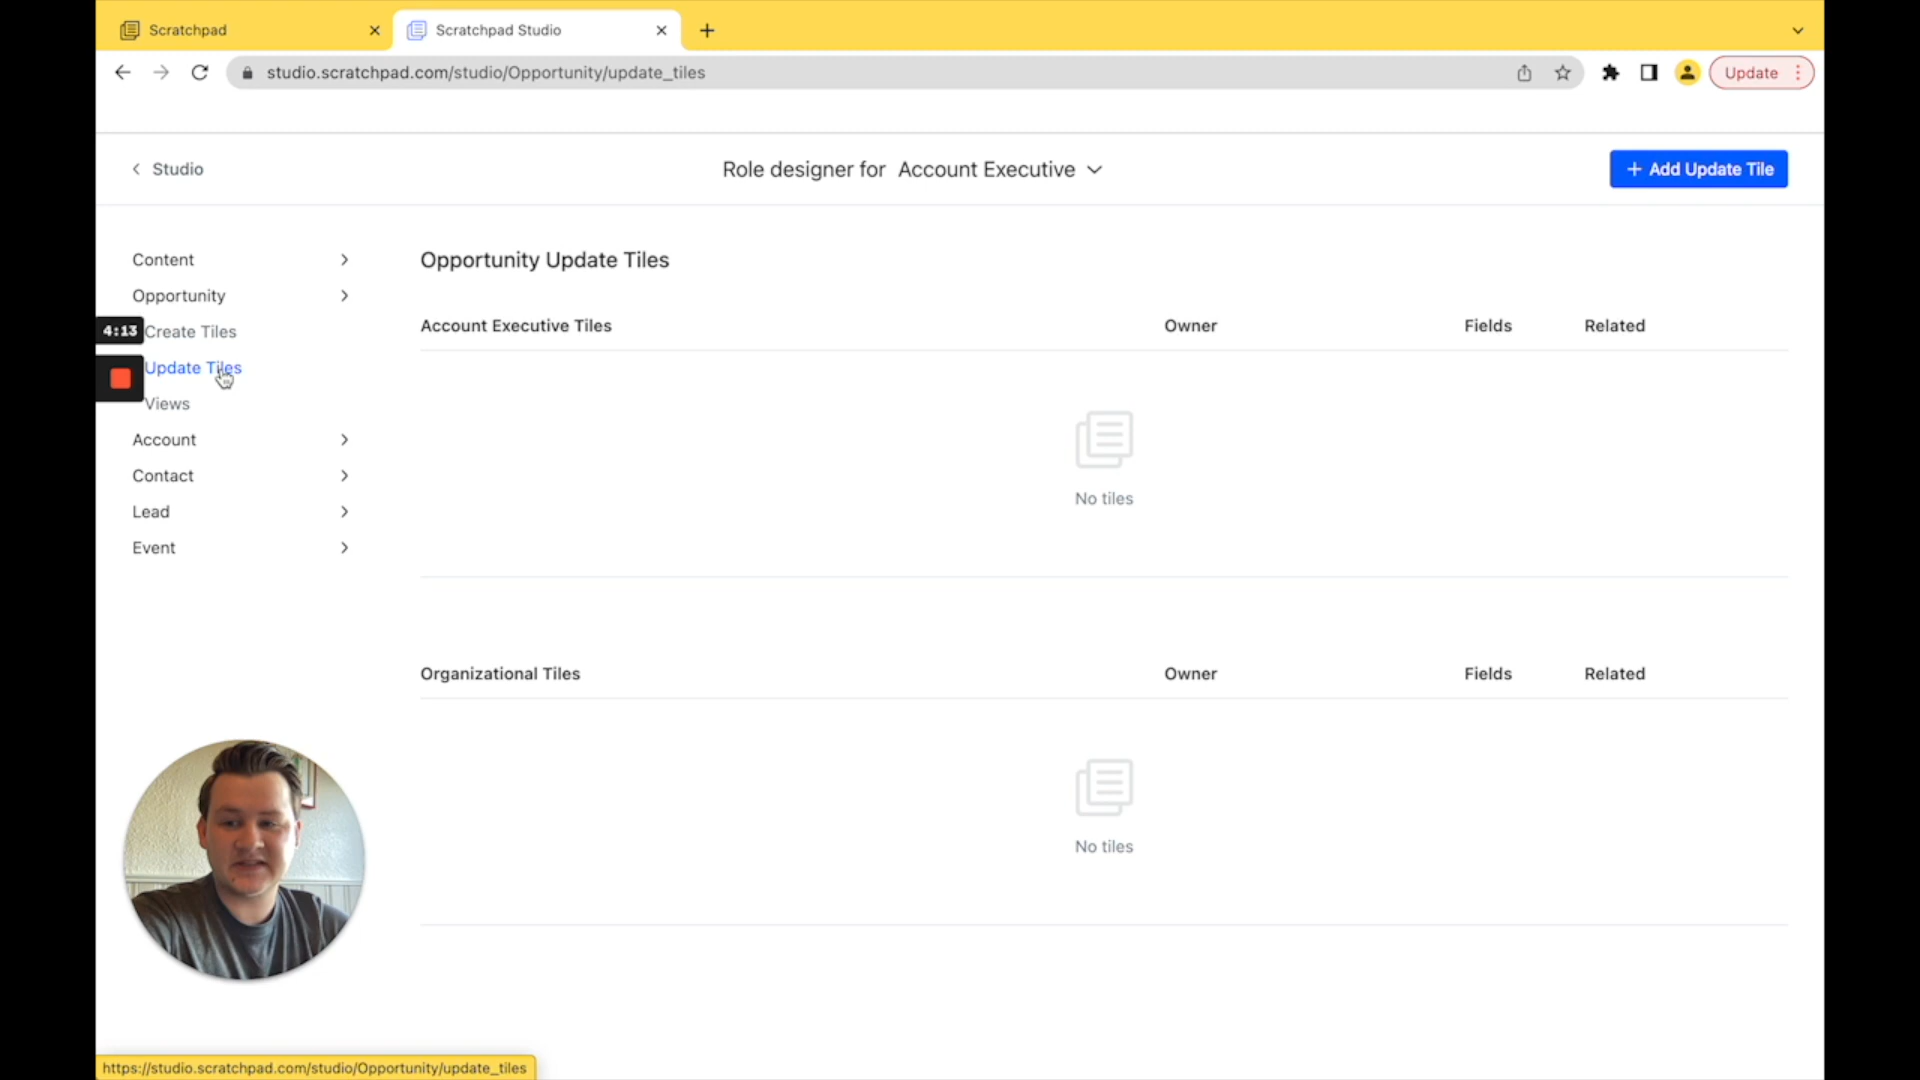 Scratchpad
Scratchpad Studio
studio.scratchpad.com/studio/Opportunity/update_tiles
Update
Studio
Role designer for Account Executive
+ Add Update Tile
Content
Opportunity
4:13
Create Tiles
Update Tiles
Views
Account
Contact
Lead
Event
Opportunity Update Tiles
Account Executive Tiles Owner Fields Related
No tiles
Organizational Tiles Owner Fields Related
No tiles
https://studio.scratchpad.com/studio/Opportunity/update_tiles